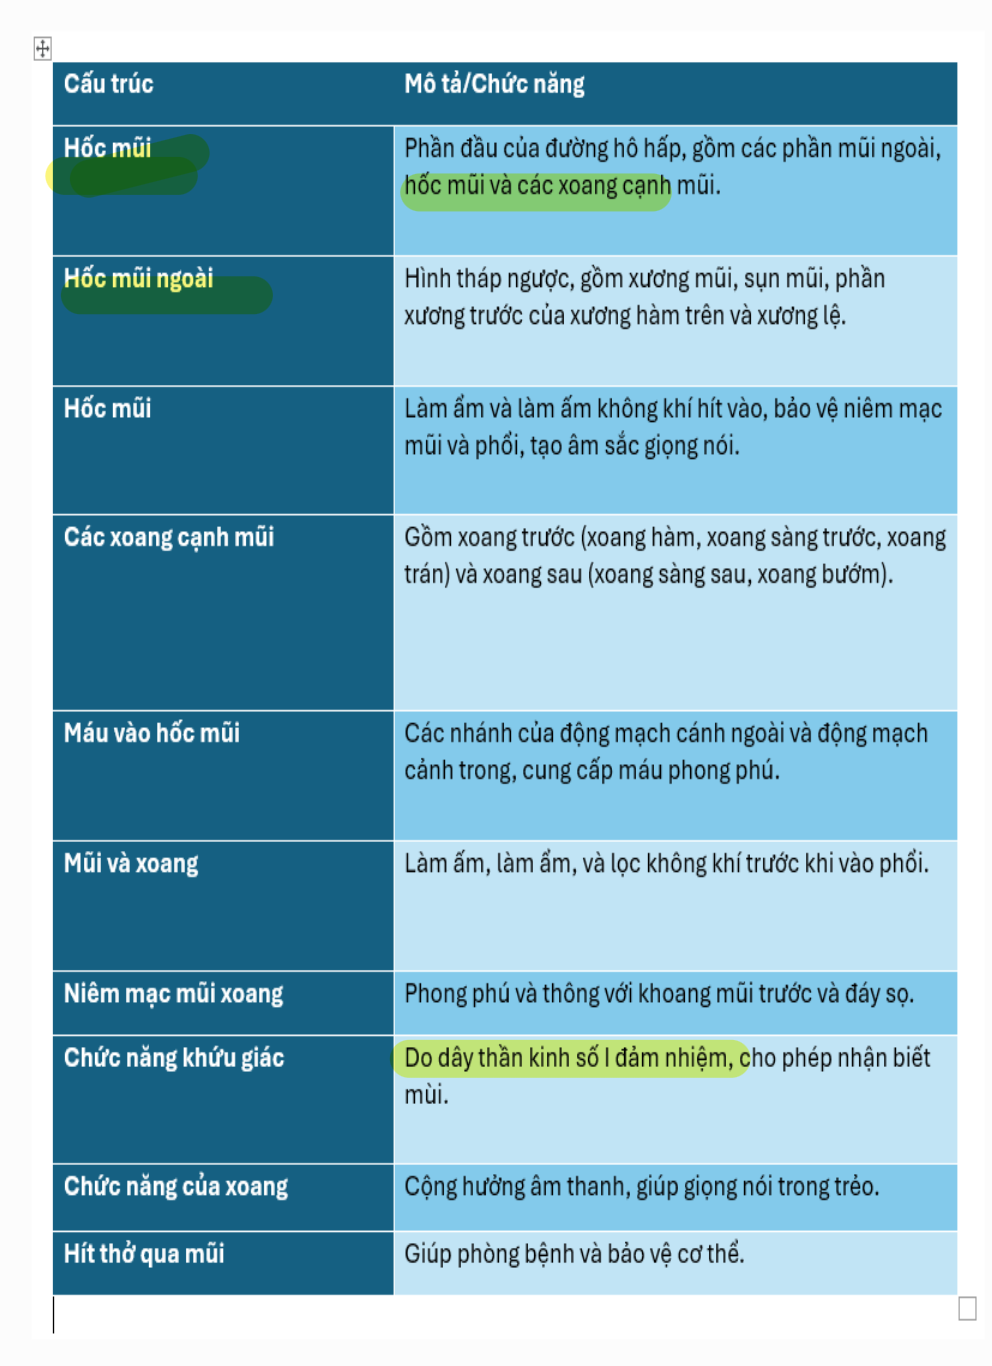 Cấu trúc
Mô tả/Chức năng
Hốc mũi
Phần đầu của đường hô hấp, gồm các phần mũi ngoài,
hốc mũi và các xoang cạnh mũi.
Hốc mũi ngoài
Hình tháp ngược, gồm xương mũi, sụn mũi, phần
xương trước của xương hàm trên và xương lệ.
Hốc mũi
Làm ẩm và làm ấm không khí hít vào, bảo vệ niêm mạc
mũi và phổi, tạo âm sắc giọng nói.
Các xoang cạnh mũi
Gồm xoang trước (xoang hàm, xoang sàng trước, xoang
trán) và xoang sau (xoang sàng sau, xoang bướm).
Máu vào hốc mũi
Các nhánh của động mạch cánh ngoài và động mạch
cảnh trong, cung cấp máu phong phú.
Mũi và xoang
Làm ấm, làm ẩm, và lọc không khí trước khi vào phổi.
Niêm mạc mũi xoang
Phong phú và thông với khoang mũi trước và đáy sọ.
Chức năng khứu giác
Do dây thần kinh số I đảm nhiệm, cho phép nhận biết
mùi.
Chức năng của xoang
Cộng hưởng âm thanh, giúp giọng nói trong trẻo.
Hít thở qua mũi
Giúp phòng bệnh và bảo vệ cơ thể.